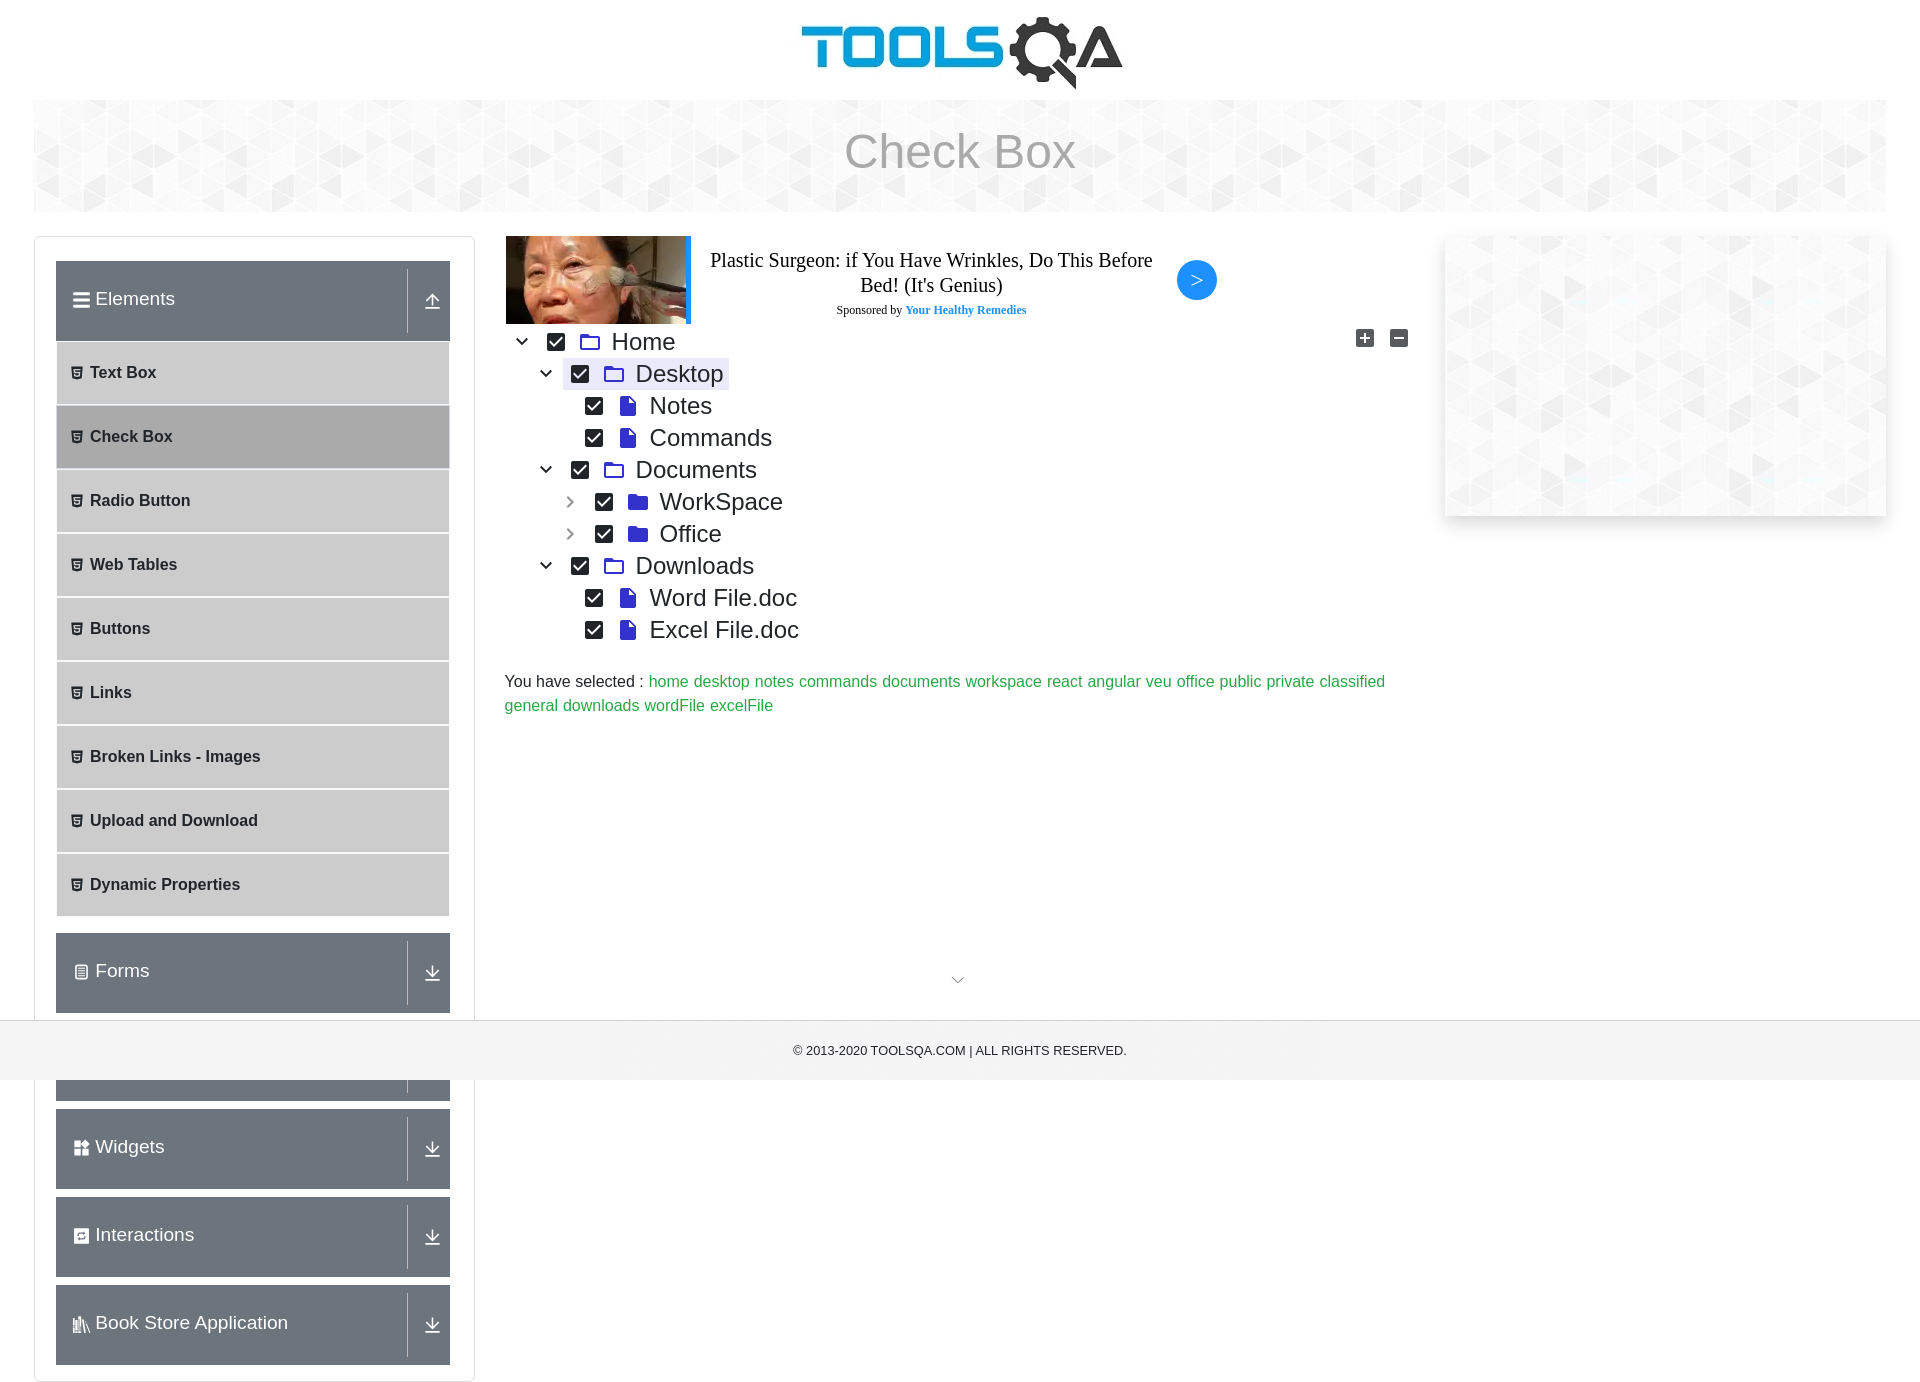 TOOLSQA
Check Box
Elements
Text Box
Check Box
Radio Button
Web Tables
Buttons
Links
Broken Links - Images
Upload and Download
Dynamic Properties
Forms
Widgets
Interactions
Book Store Application
Plastic Surgeon: if You Have Wrinkles, Do This Before
Bed! (It's Genius)
Sponsored by Your Healthy Remedies
>
Home
Desktop
Notes
Commands
Documents
WorkSpace
Office
Downloads
Word File.doc
Excel File.doc
You have selected : home desktop notes commands documents workspace react angular veu office public private classified
general downloads wordFile excelFile
© 2013-2020 TOOLSQA.COM | ALL RIGHTS RESERVED.